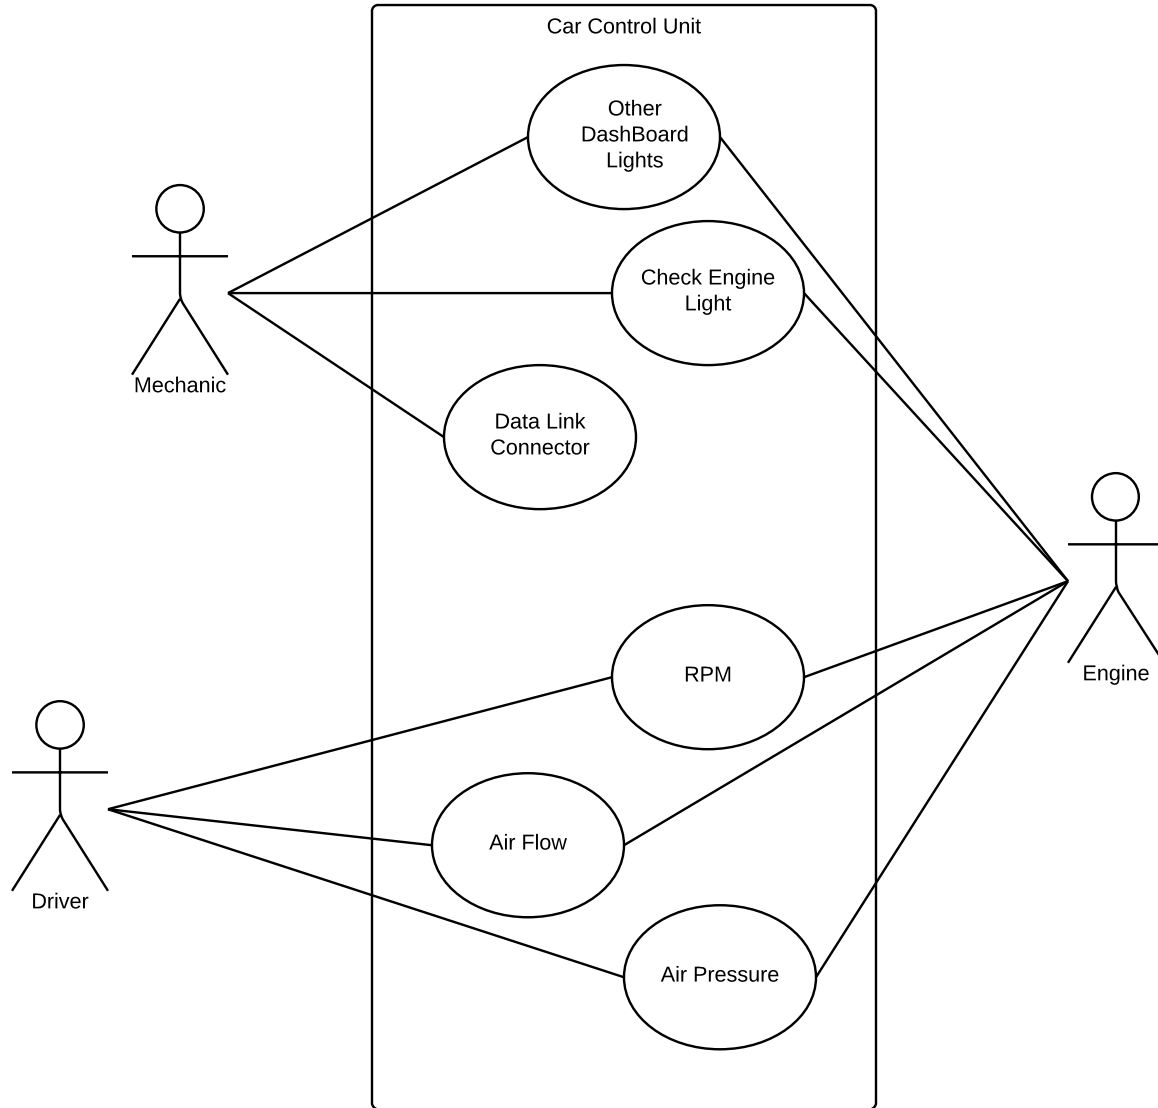 Car Control Unit
Other
DashBoard
Lights
Check Engine
Light
Mechanic
Data Link
Connector
RPM
Engine
Air Flow
Driver
Air Pressure